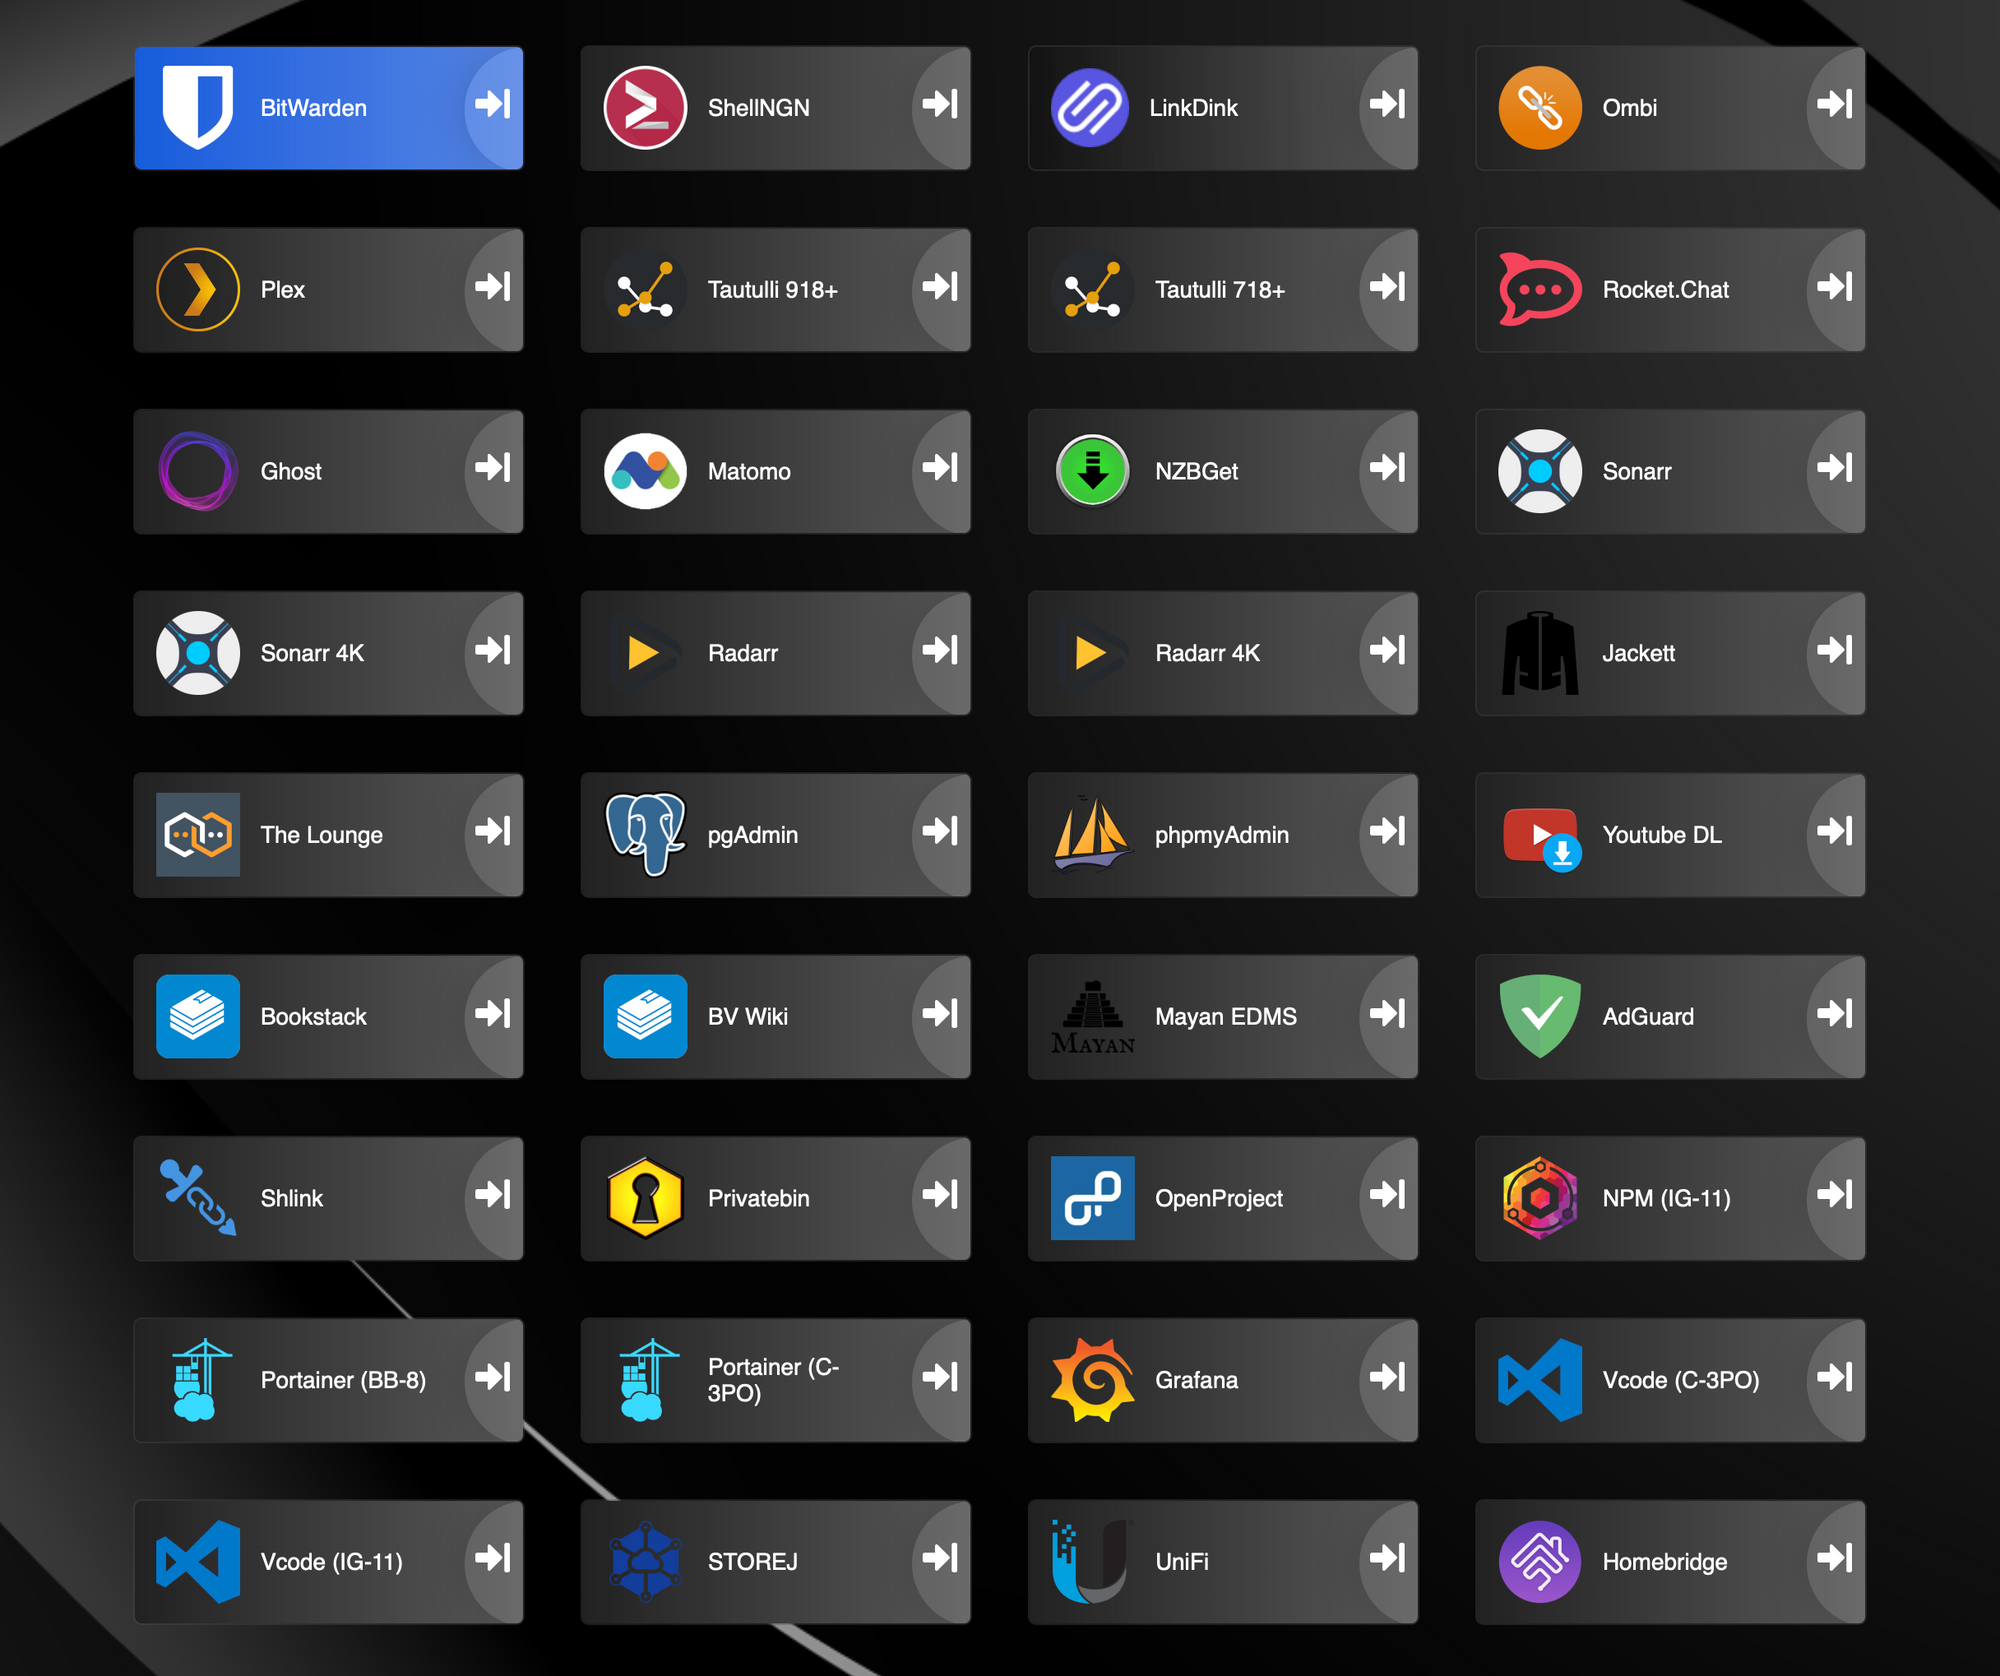 BitWarden
ShellNGN
LinkDink
Ombi
Plex
Tautulli 918+
Tautulli 718+
Rocket.Chat
Ghost
Matomo
NZBGet
Sonarr
Sonarr 4K
Radarr
Radarr 4K
Jackett
The Lounge
pgAdmin
phpmyAdmin
Youtube DL
Bookstack
BV Wiki
MAYAN
Mayan EDMS
AdGuard
Shlink
Privatebin
OpenProject
NPM (IG-11)
Portainer (BB-8)
Portainer (C-
3PO)
Grafana
Vcode (C-3PO)
Vcode (IG-11)
STOREJ
UniFi
Homebridge